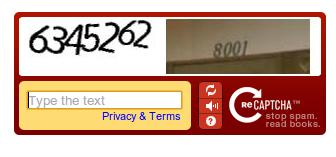 6345262
8001
Type the text
Privacy & Terms
reCAPTCHA™
stop spam.
read books.